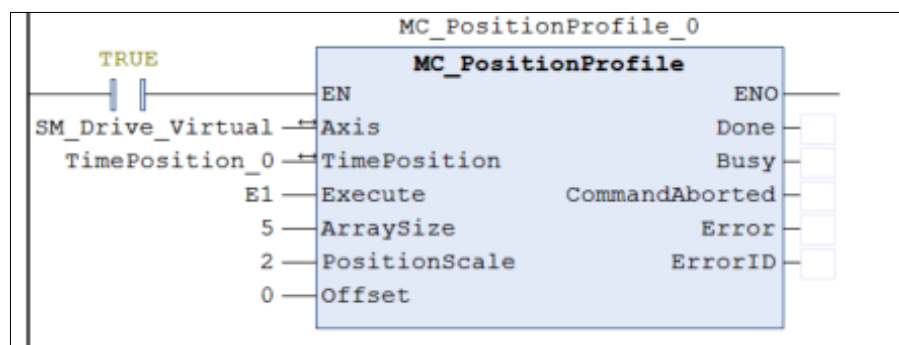 MC_PositionProfile_0
TRUE
MC_PositionProfile
EN ENO
SM_Drive_Virtual Axis Done
TimePosition_0 TimePosition Busy
E1 Execute CommandAborted
5 ArraySize Error
2 PositionScale ErrorID
0 Offset